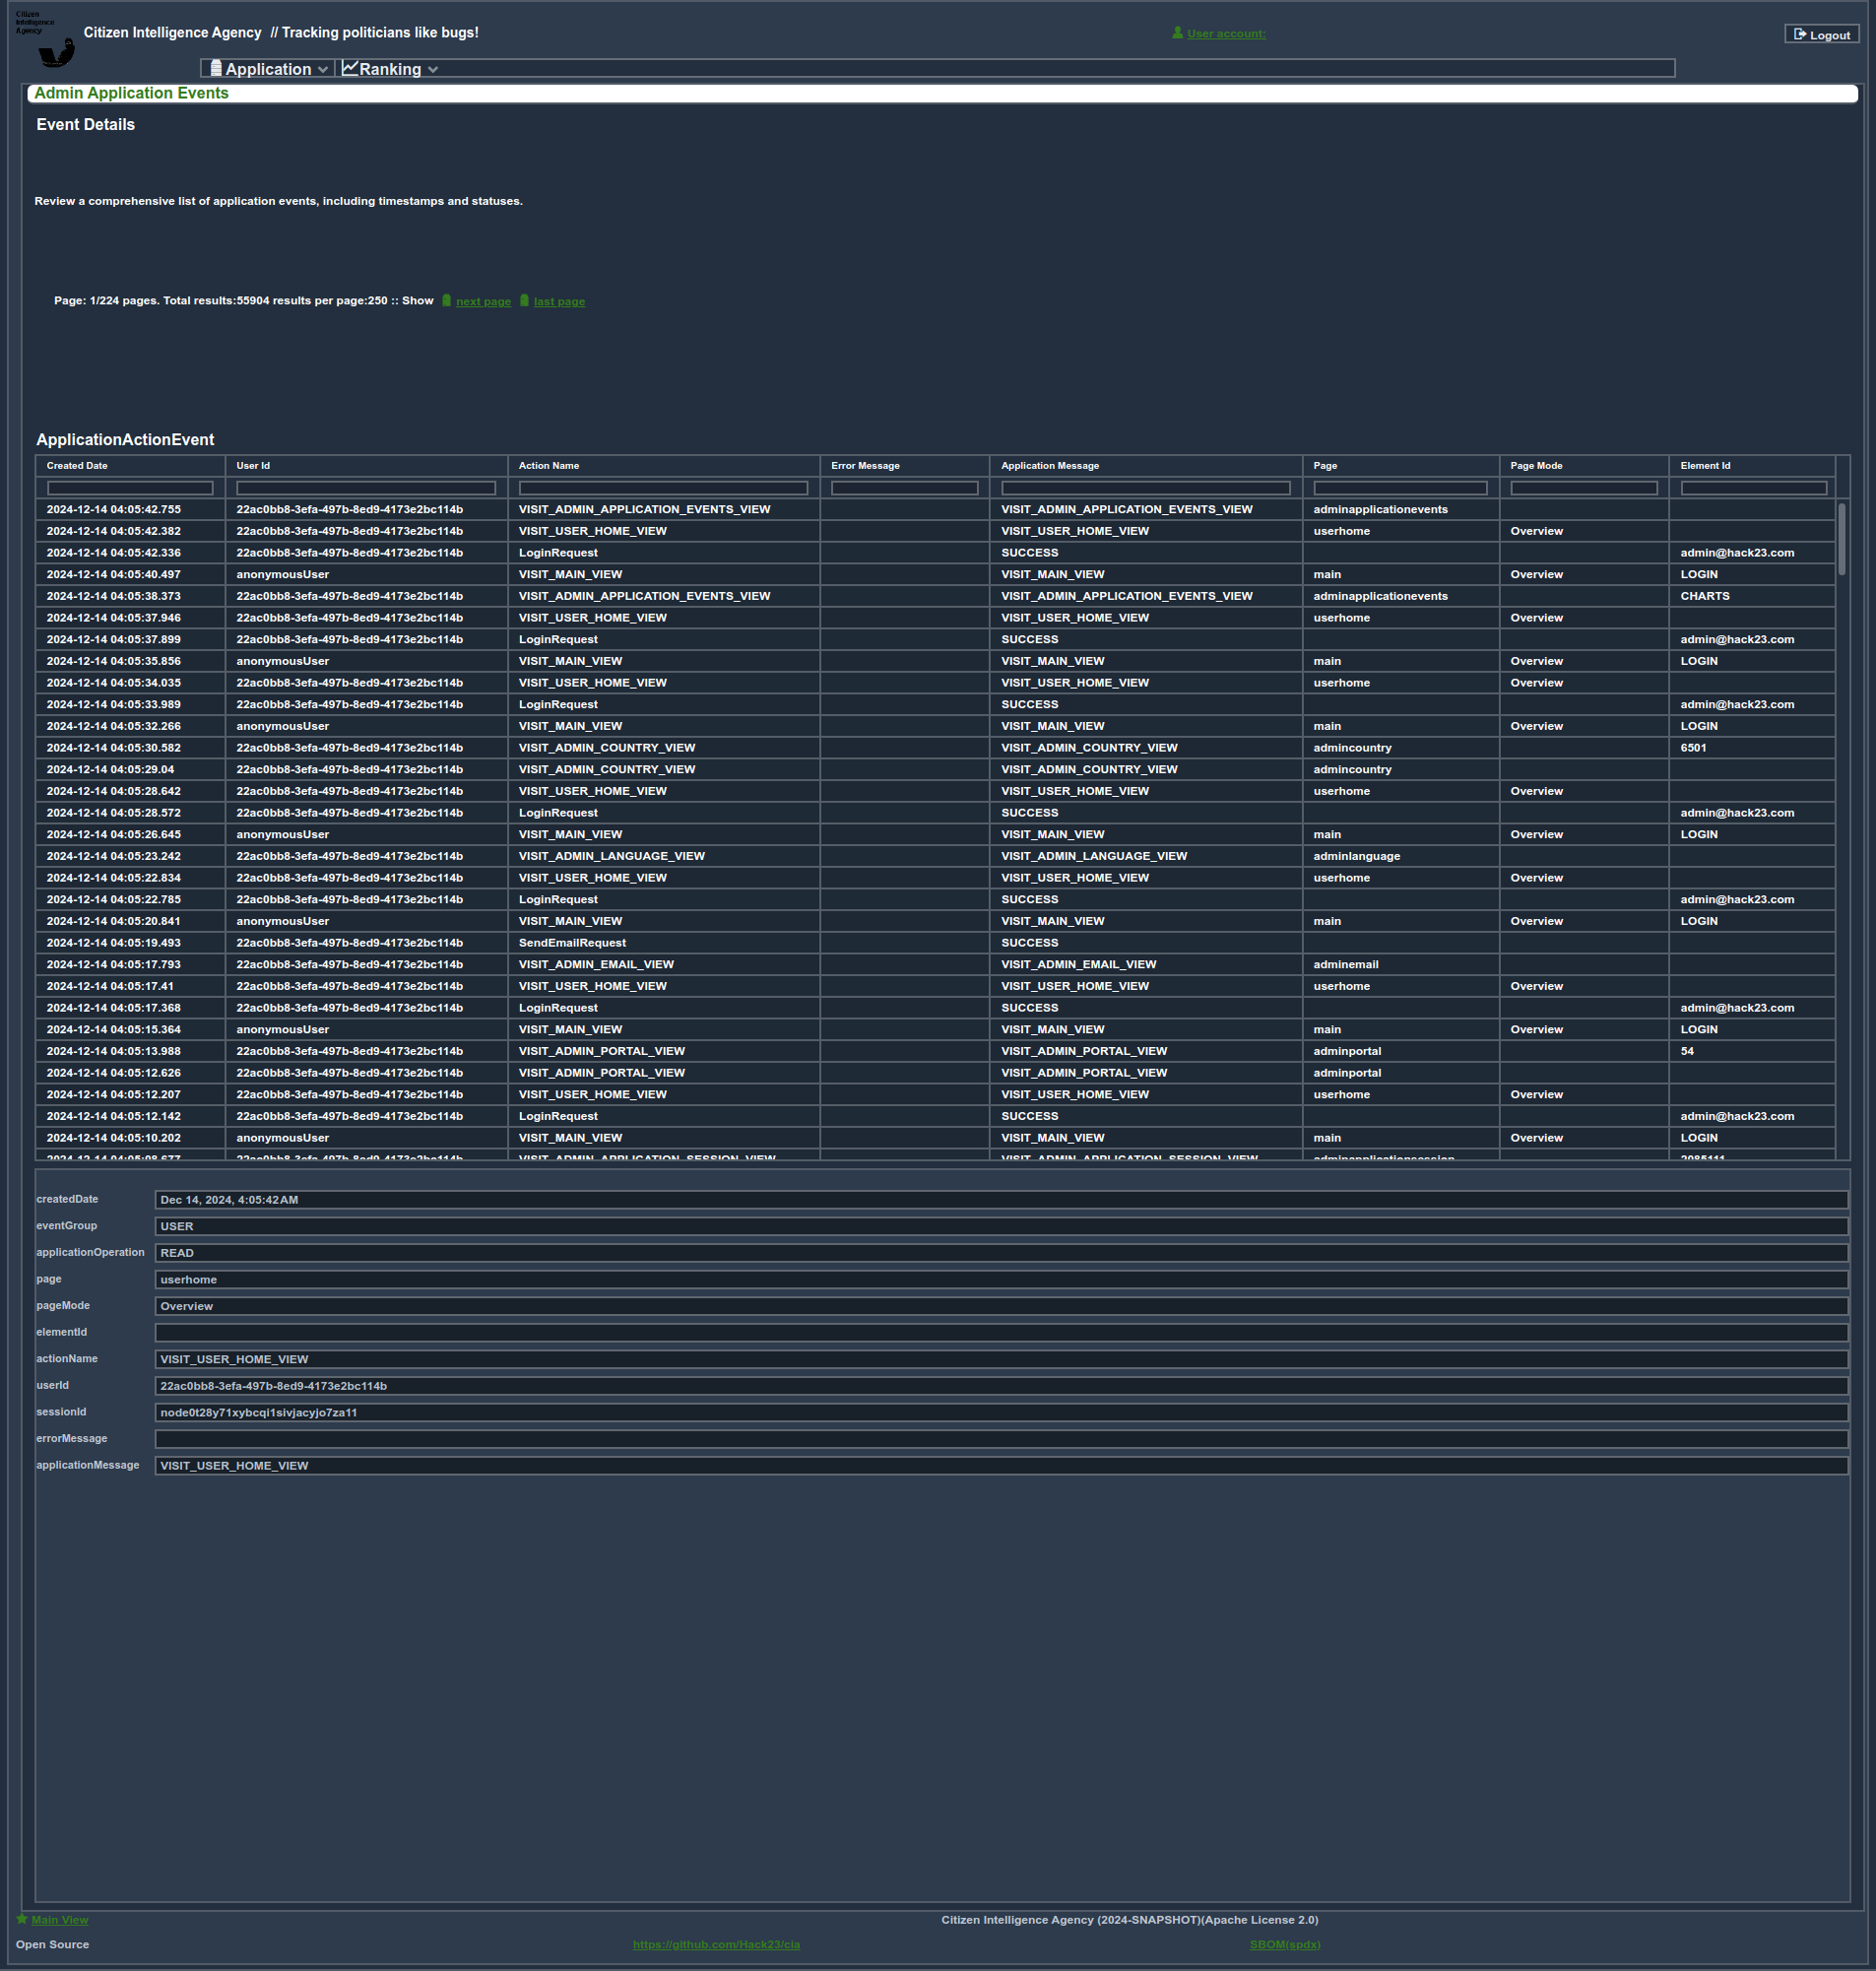 Citizen
Intelligence
Agency
Citizen Intelligence Agency // Tracking politicians like bugs!
User account:
Logout
Application Ranking
Admin Application Events
Event Details
Review a comprehensive list of application events, including timestamps and statuses.
Page: 1/224 pages. Total results:55904 results per page:250 :: Show next page last page
ApplicationActionEvent
Created Date User Id Action Name Error Message Application Message Page Page Mode Element Id
2024-12-14 04:05:42.755 22ac0bb8-3efa-497b-8ed9-4173e2bc114b VISIT_ADMIN_APPLICATION_EVENTS_VIEW VISIT_ADMIN_APPLICATION_EVENTS_VIEW adminapplicationevents
2024-12-14 04:05:42.382 22ac0bb8-3efa-497b-8ed9-4173e2bc114b VISIT_USER_HOME_VIEW VISIT_USER_HOME_VIEW userhome Overview
2024-12-14 04:05:42.336 22ac0bb8-3efa-497b-8ed9-4173e2bc114b LoginRequest SUCCESS admin@hack23.com
2024-12-14 04:05:40.497 anonymousUser VISIT_MAIN_VIEW VISIT_MAIN_VIEW main Overview LOGIN
2024-12-14 04:05:38.373 22ac0bb8-3efa-497b-8ed9-4173e2bc114b VISIT_ADMIN_APPLICATION_EVENTS_VIEW VISIT_ADMIN_APPLICATION_EVENTS_VIEW adminapplicationevents CHARTS
2024-12-14 04:05:37.946 22ac0bb8-3efa-497b-8ed9-4173e2bc114b VISIT_USER_HOME_VIEW VISIT_USER_HOME_VIEW userhome Overview
2024-12-14 04:05:37.899 22ac0bb8-3efa-497b-8ed9-4173e2bc114b LoginRequest SUCCESS admin@hack23.com
2024-12-14 04:05:35.856 anonymousUser VISIT_MAIN_VIEW VISIT_MAIN_VIEW main Overview LOGIN
2024-12-14 04:05:34.035 22ac0bb8-3efa-497b-8ed9-4173e2bc114b VISIT_USER_HOME_VIEW VISIT_USER_HOME_VIEW userhome Overview
2024-12-14 04:05:33.989 22ac0bb8-3efa-497b-8ed9-4173e2bc114b LoginRequest SUCCESS admin@hack23.com
2024-12-14 04:05:32.266 anonymousUser VISIT_MAIN_VIEW VISIT_MAIN_VIEW main Overview LOGIN
2024-12-14 04:05:30.582 22ac0bb8-3efa-497b-8ed9-4173e2bc114b VISIT_ADMIN_COUNTRY_VIEW VISIT_ADMIN_COUNTRY_VIEW admincountry 6501
2024-12-14 04:05:29.04 22ac0bb8-3efa-497b-8ed9-4173e2bc114b VISIT_ADMIN_COUNTRY_VIEW VISIT_ADMIN_COUNTRY_VIEW admincountry
2024-12-14 04:05:28.642 22ac0bb8-3efa-497b-8ed9-4173e2bc114b VISIT_USER_HOME_VIEW VISIT_USER_HOME_VIEW userhome Overview
2024-12-14 04:05:28.572 22ac0bb8-3efa-497b-8ed9-4173e2bc114b LoginRequest SUCCESS admin@hack23.com
2024-12-14 04:05:26.645 anonymousUser VISIT_MAIN_VIEW VISIT_MAIN_VIEW main Overview LOGIN
2024-12-14 04:05:23.242 22ac0bb8-3efa-497b-8ed9-4173e2bc114b VISIT_ADMIN_LANGUAGE_VIEW VISIT_ADMIN_LANGUAGE_VIEW adminlanguage
2024-12-14 04:05:22.834 22ac0bb8-3efa-497b-8ed9-4173e2bc114b VISIT_USER_HOME_VIEW VISIT_USER_HOME_VIEW userhome Overview
2024-12-14 04:05:22.785 22ac0bb8-3efa-497b-8ed9-4173e2bc114b LoginRequest SUCCESS admin@hack23.com
2024-12-14 04:05:20.841 anonymousUser VISIT_MAIN_VIEW VISIT_MAIN_VIEW main Overview LOGIN
2024-12-14 04:05:19.493 22ac0bb8-3efa-497b-8ed9-4173e2bc114b SendEmailRequest SUCCESS
2024-12-14 04:05:17.793 22ac0bb8-3efa-497b-8ed9-4173e2bc114b VISIT_ADMIN_EMAIL_VIEW VISIT_ADMIN_EMAIL_VIEW adminemail
2024-12-14 04:05:17.41 22ac0bb8-3efa-497b-8ed9-4173e2bc114b VISIT_USER_HOME_VIEW VISIT_USER_HOME_VIEW userhome Overview
2024-12-14 04:05:17.368 22ac0bb8-3efa-497b-8ed9-4173e2bc114b LoginRequest SUCCESS admin@hack23.com
2024-12-14 04:05:15.364 anonymousUser VISIT_MAIN_VIEW VISIT_MAIN_VIEW main Overview LOGIN
2024-12-14 04:05:13.988 22ac0bb8-3efa-497b-8ed9-4173e2bc114b VISIT_ADMIN_PORTAL_VIEW VISIT_ADMIN_PORTAL_VIEW adminportal 54
2024-12-14 04:05:12.626 22ac0bb8-3efa-497b-8ed9-4173e2bc114b VISIT_ADMIN_PORTAL_VIEW VISIT_ADMIN_PORTAL_VIEW adminportal
2024-12-14 04:05:12.207 22ac0bb8-3efa-497b-8ed9-4173e2bc114b VISIT_USER_HOME_VIEW VISIT_USER_HOME_VIEW userhome Overview
2024-12-14 04:05:12.142 22ac0bb8-3efa-497b-8ed9-4173e2bc114b LoginRequest SUCCESS admin@hack23.com
2024-12-14 04:05:10.202 anonymousUser VISIT_MAIN_VIEW VISIT_MAIN_VIEW main Overview LOGIN
2024-12-14 04:05:08.677 22ac0bb8-3efa-497b-8ed9-4173e2bc114b VISIT_ADMIN_APPLICATION_SESSION_VIEW VISIT_ADMIN_APPLICATION_SESSION_VIEW adminapplicationsession
createdDate Dec 14, 2024, 4:05:42 AM
eventGroup USER
applicationOperation READ
page userhome
pageMode Overview
elementId
actionName VISIT_USER_HOME_VIEW
userId 22ac0bb8-3efa-497b-8ed9-4173e2bc114b
sessionId node0t28y71xybcqi1sivjacyjo7za11
errorMessage
applicationMessage VISIT_USER_HOME_VIEW
Main View
Citizen Intelligence Agency (2024-SNAPSHOT)(Apache License 2.0)
Open Source https://github.com/Hack23/cia SBOM(spdx)